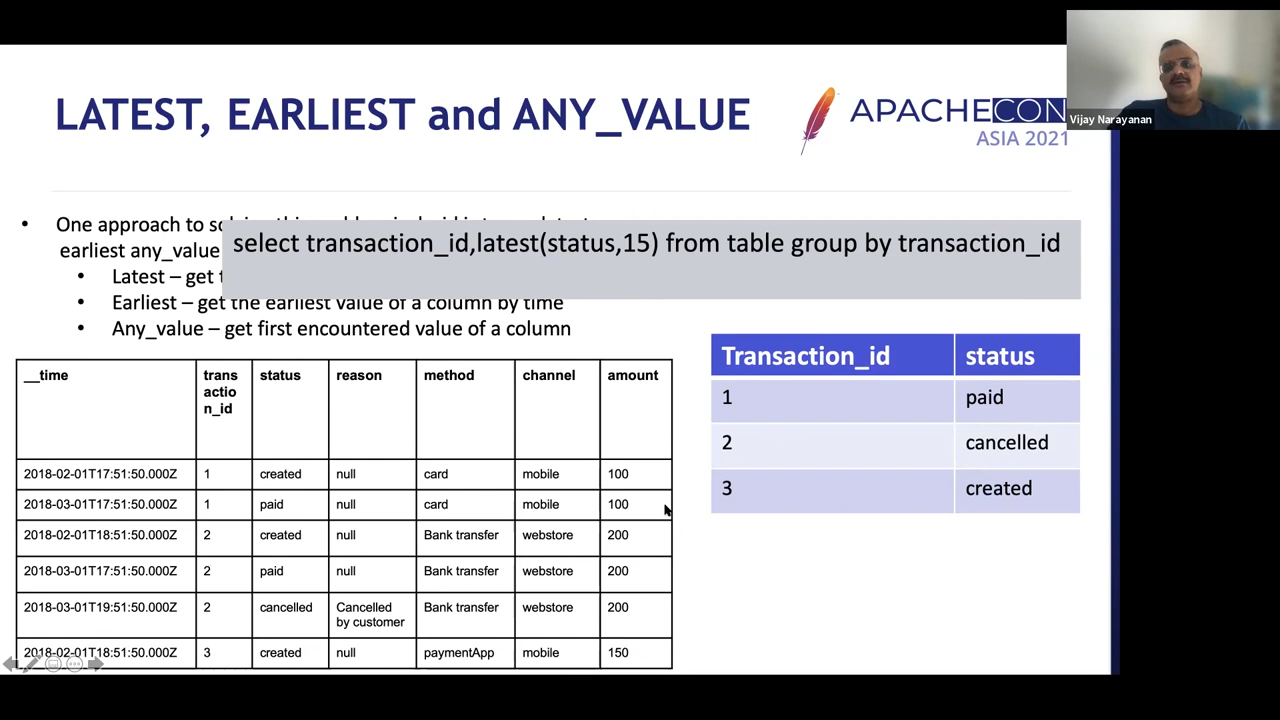 LATEST, EARLIEST and ANY_VALUE
APACHECON
ASIA 2021
Vijay Narayanan
• One approach to
earliest any_value
select transaction_id,latest(status,15) from table group by transaction_id
• Latest – get
• Earliest – get the earliest value of a column by time
• Any_value – get first encountered value of a column
__time trans status reason method channel amount
actio
n_id
2018-02-01T17:51:50.000Z 1 created null card mobile 100
2018-03-01T17:51:50.000Z 1 paid null card mobile 100
2018-02-01T18:51:50.000Z 2 created null Bank transfer webstore 200
2018-03-01T17:51:50.000Z 2 paid null Bank transfer webstore 200
2018-03-01T19:51:50.000Z 2 cancelled Cancelled Bank transfer webstore 200
by customer
2018-02-01T18:51:50.000Z 3 created null paymentApp mobile 150
Transaction_id status
1 paid
2 cancelled
3 created